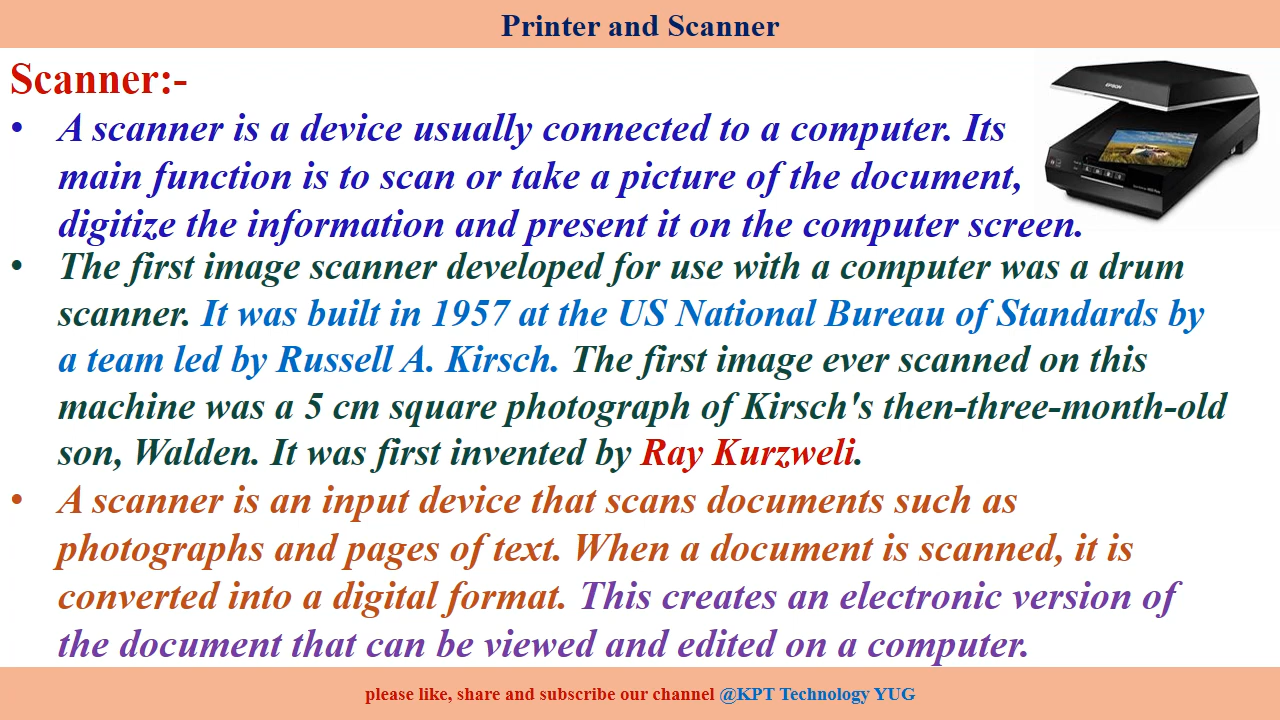 Printer and Scanner
Scanner:-
• A scanner is a device usually connected to a computer. Its
main function is to scan or take a picture of the document,
digitize the information and present it on the computer screen.
• The first image scanner developed for use with a computer was a drum
scanner. It was built in 1957 at the US National Bureau of Standards by
a team led by Russell A. Kirsch. The first image ever scanned on this
machine was a 5 cm square photograph of Kirsch's then-three-month-old
son, Walden. It was first invented by Ray Kurzweli.
• A scanner is an input device that scans documents such as
photographs and pages of text. When a document is scanned, it is
converted into a digital format. This creates an electronic version of
the document that can be viewed and edited on a computer.
EPSON
please like, share and subscribe our channel @KPT Technology YUG